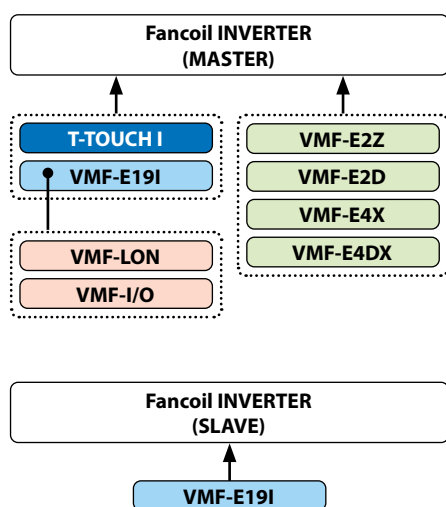 Fancoil INVERTER
(MASTER)
T-TOUCH I
VMF-E19I
VMF-LON
VMF-I/O
VMF-E2Z
VMF-E2D
VMF-E4X
VMF-E4DX
Fancoil INVERTER
(SLAVE)
VMF-E19I